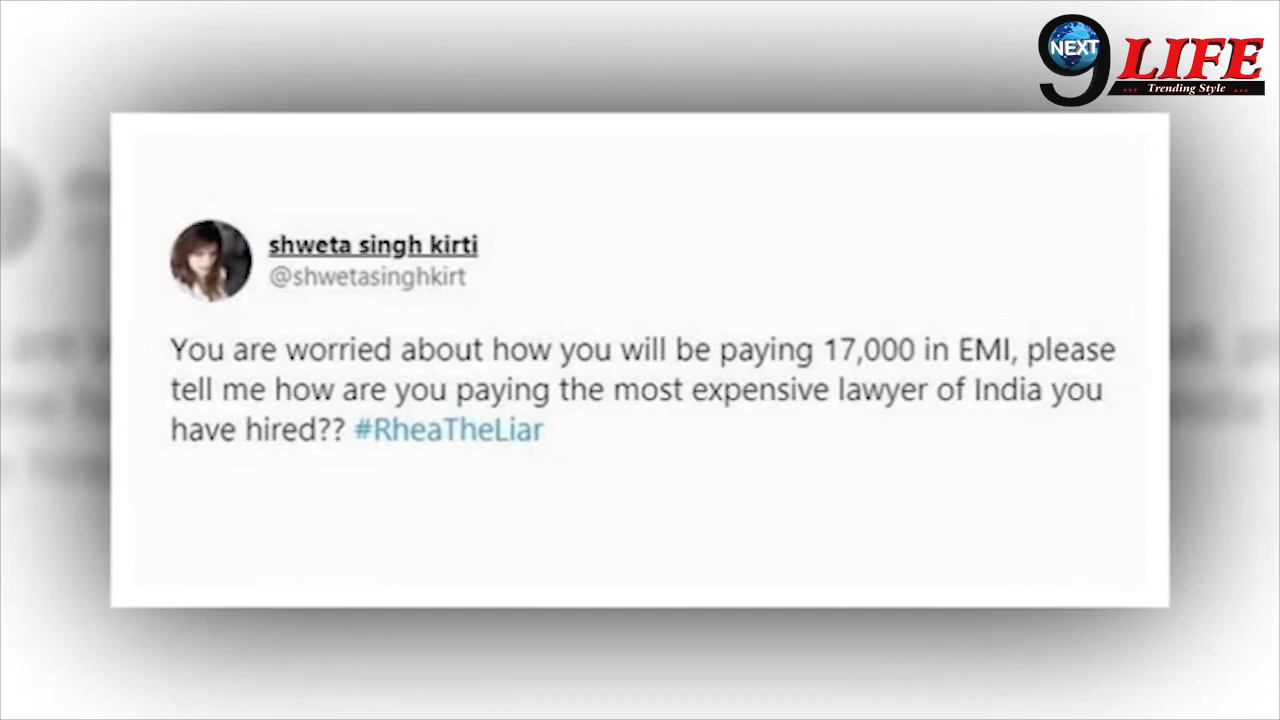 NEXT
9 LIFE
... Trending Style ...
shweta singh kirti
@shwetasinghkirt
You are worried about how you will be paying 17,000 in EMI, please
tell me how are you paying the most expensive lawyer of India you
have hired?? #RheaTheLiar